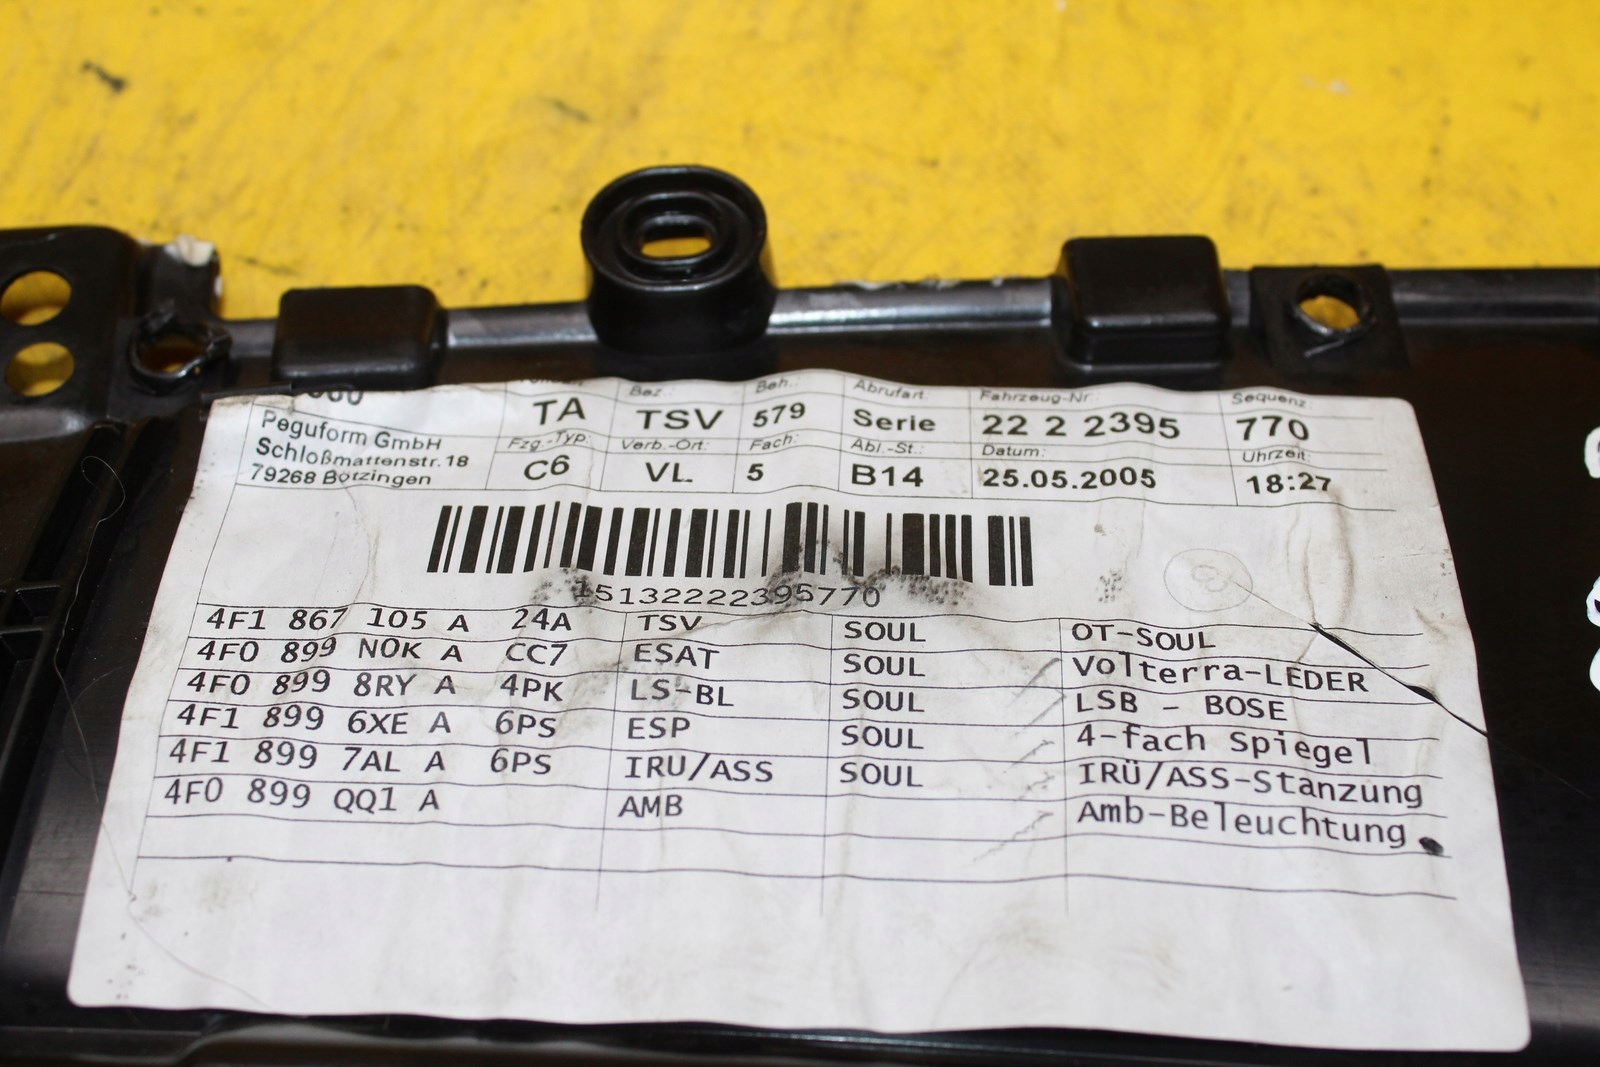 Bez.: Beh.: Abrufart: Fahrzeug-Nr.: Sequenz:
TA TSV 579 Serie 22 2 2395 770
Peguform GmbH
Schloßmattenstr.18
79268 Bötzingen
Fzg.-Typ: Verb.-Ort: Fach: Abl.-St.: Datum: Uhrzeit:
C6 VL 5 B14 25.05.2005 18:27
15132222395770
4F1 867 105 A 24A TSV SOUL OT-SOUL
4F0 899 NOK A CC7 ESAT SOUL Volterra-LEDER
4F0 899 8RY A 4PK LS-BL SOUL LSB - BOSE
4F1 899 6XE A 6PS ESP SOUL 4-fach Spiegel
4F1 899 7AL A 6PS IRU/ASS SOUL IRÜ/ASS-Stanzung
4F0 899 QQ1 A AMB Amb-Beleuchtung